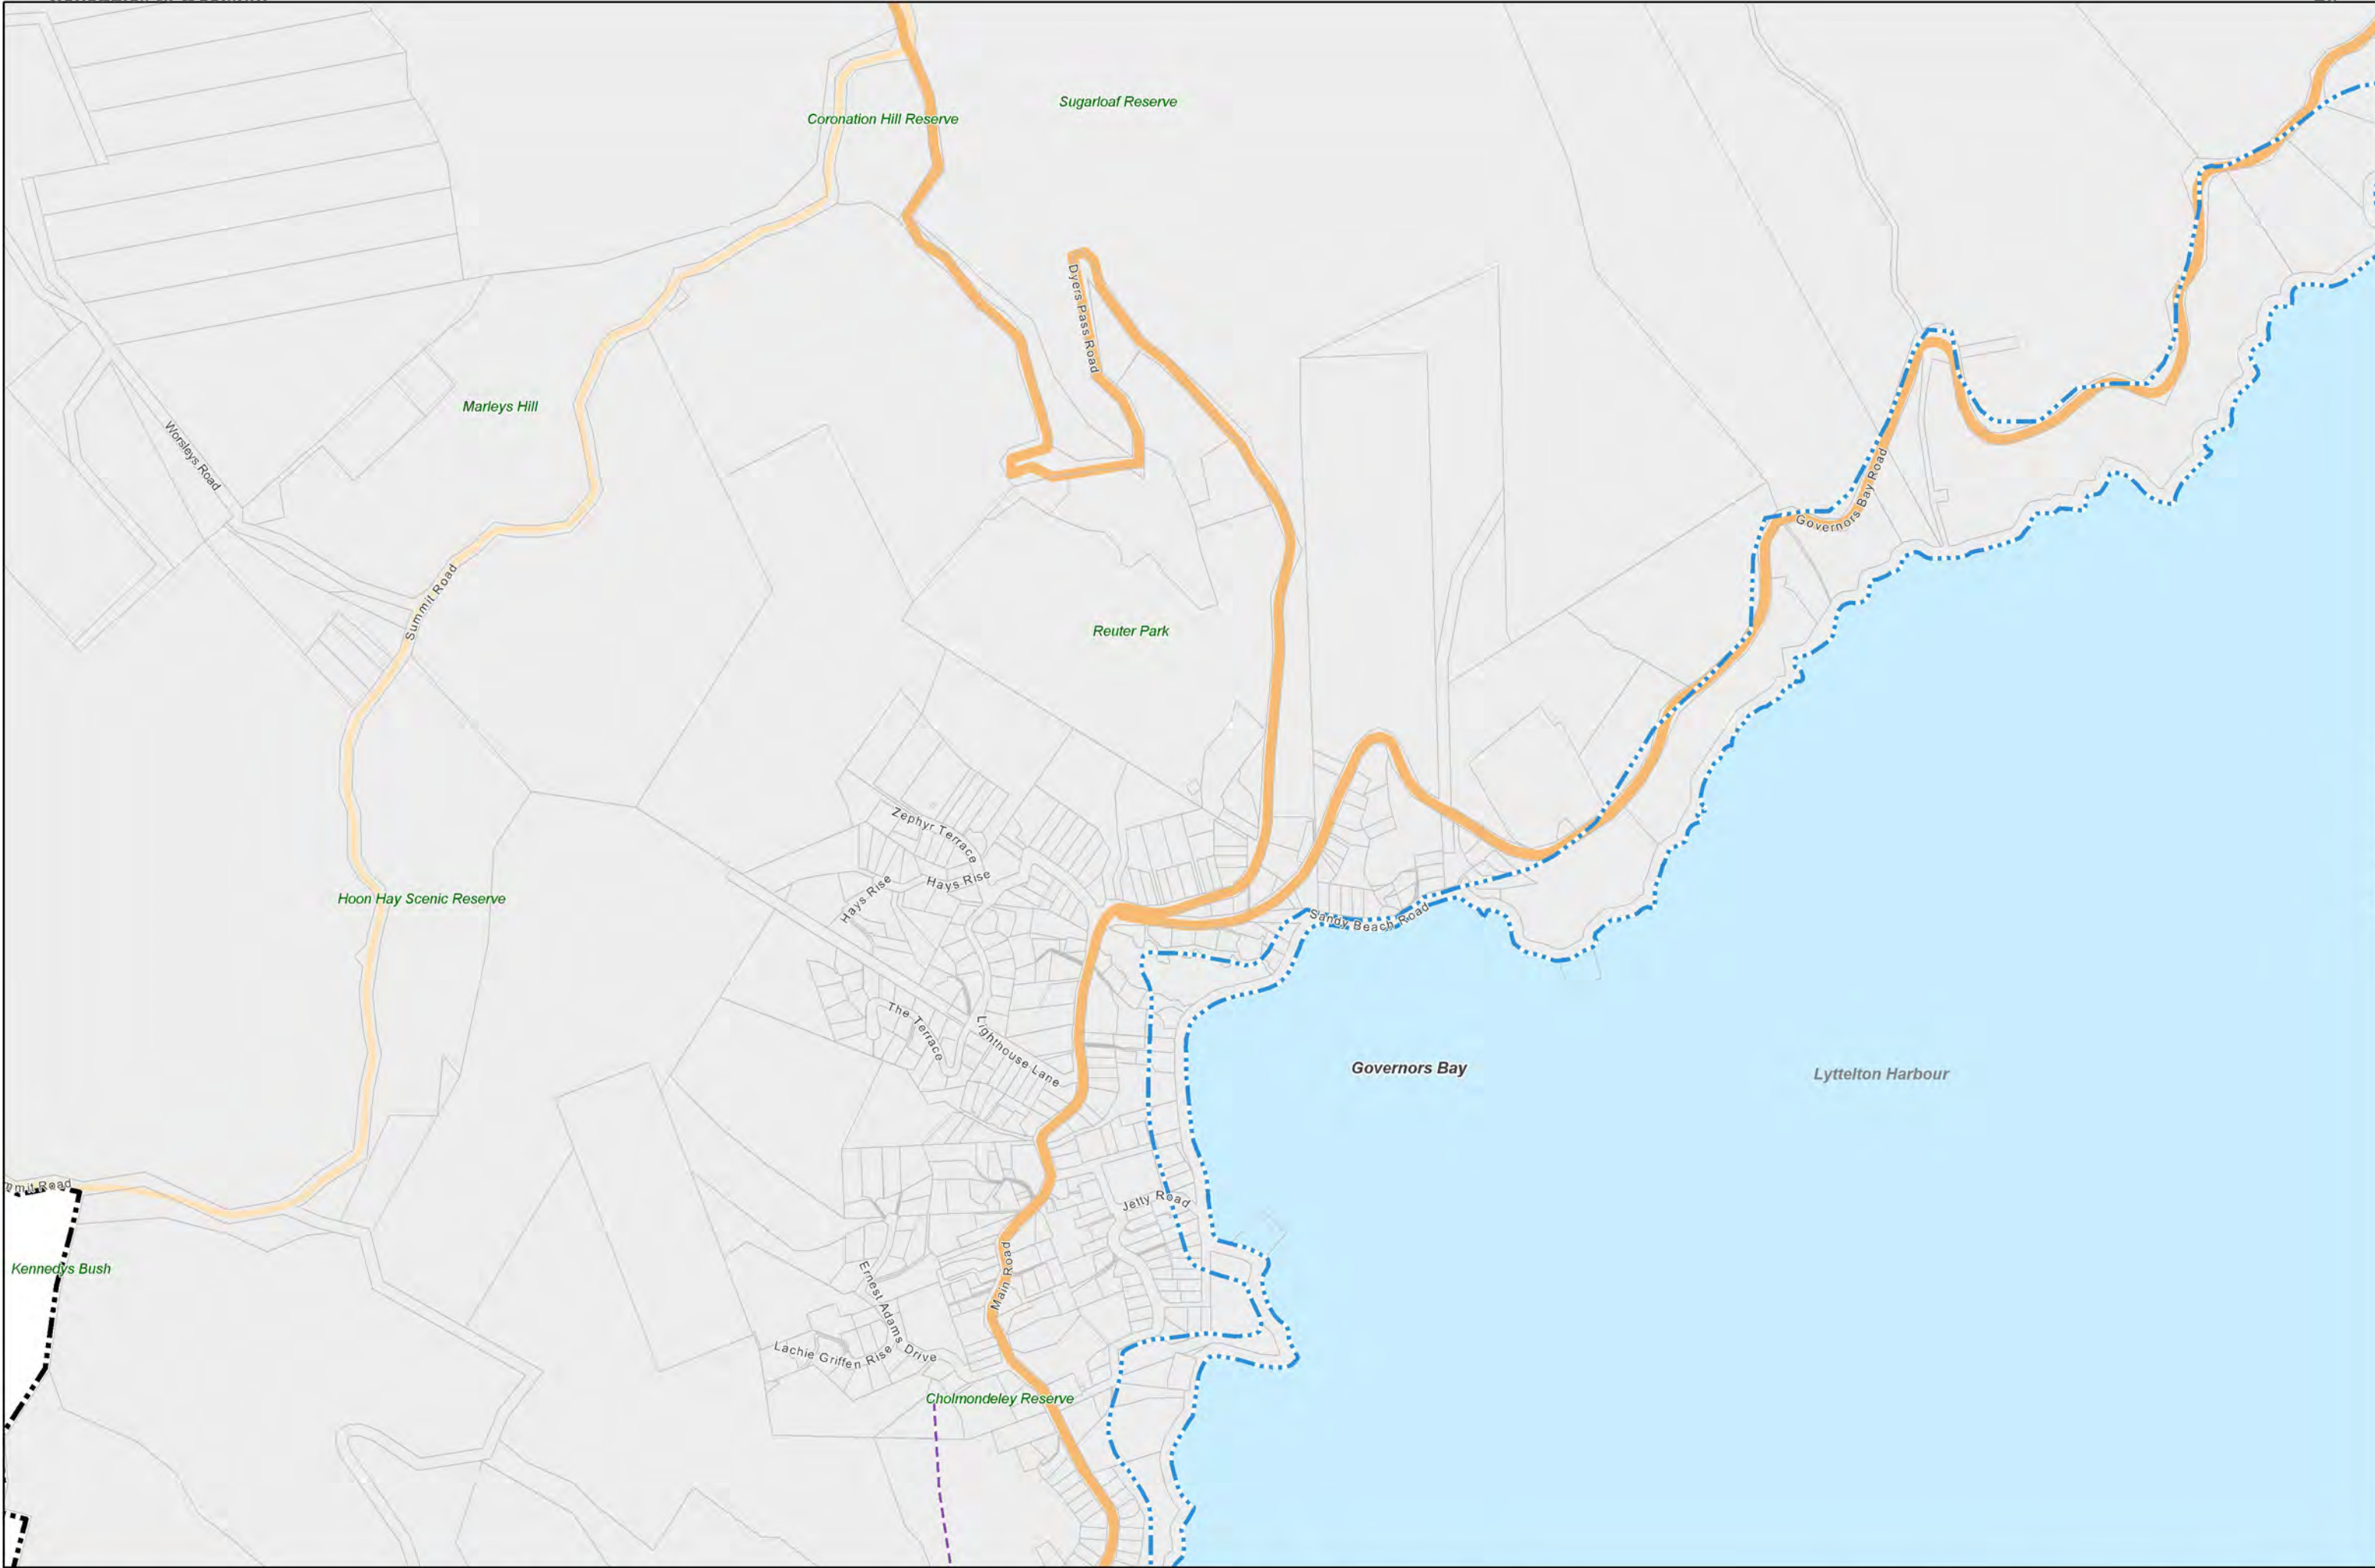 Sugarloaf Reserve
Coronation Hill Reserve
Dyers Pass Road
Marleys Hill
Worsleys Road
Governors Bay Road
Summit Road
Reuter Park
Zephyr Terrace
Hays Rise
Hays Rise
Hoon Hay Scenic Reserve
Sandy Beach Road
The Terrace
Lighthouse Lane
Governors Bay
Lyttelton Harbour
mmit Road
Jetty Road
Kennedys Bush
Main Road
Ernest Adams Drive
Lachie Griffen Rise
Cholmondeley Reserve